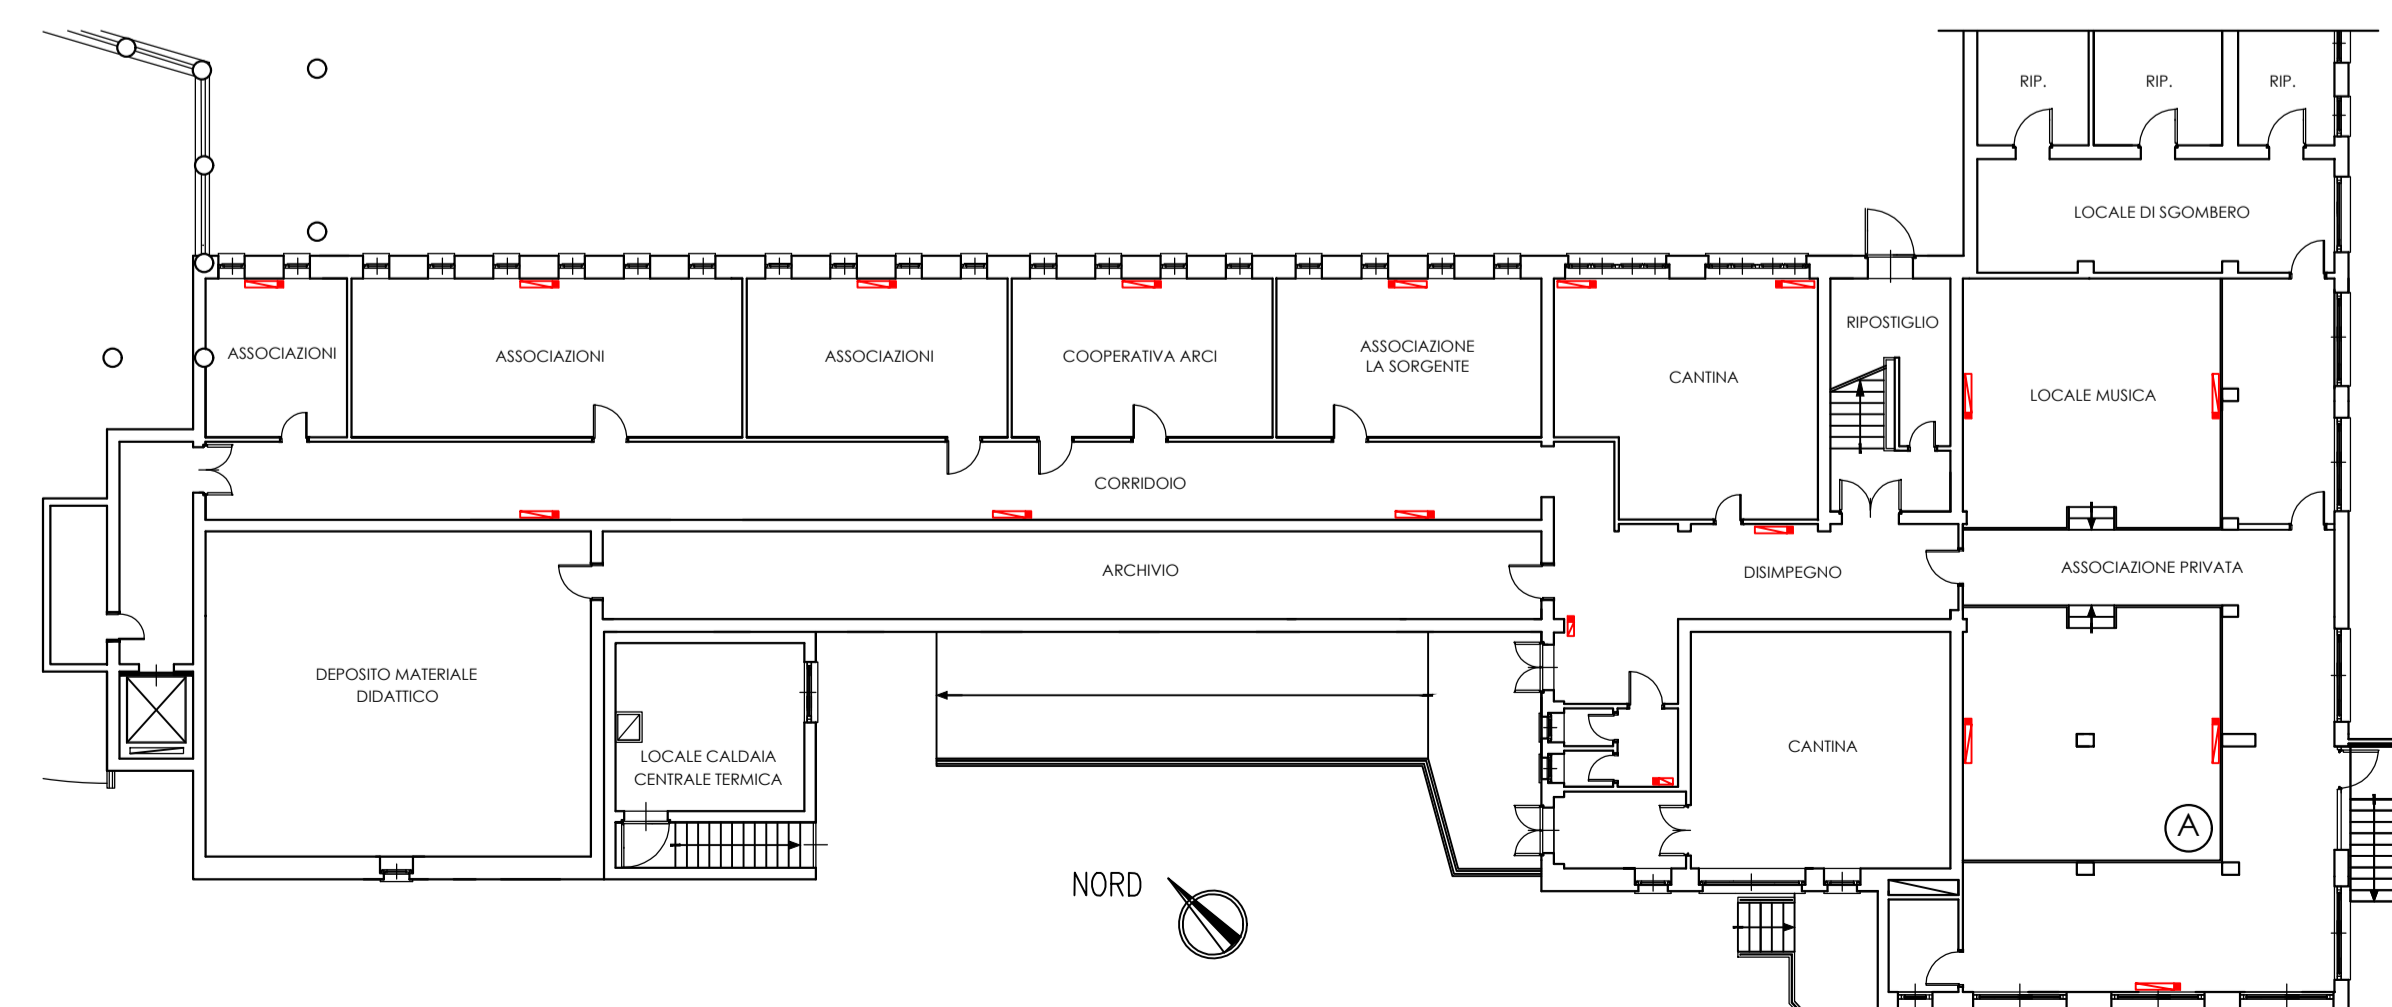 RIP.
RIP.
RIP.
LOCALE DI SGOMBERO
RIPOSTIGLIO
ASSOCIAZIONI
ASSOCIAZIONI
ASSOCIAZIONI
COOPERATIVA ARCI
ASSOCIAZIONE
LA SORGENTE
CANTINA
LOCALE MUSICA
CORRIDOIO
ARCHIVIO
DISIMPEGNO
ASSOCIAZIONE PRIVATA
DEPOSITO MATERIALE
DIDATTICO
LOCALE CALDAIA
CENTRALE TERMICA
CANTINA
A
NORD